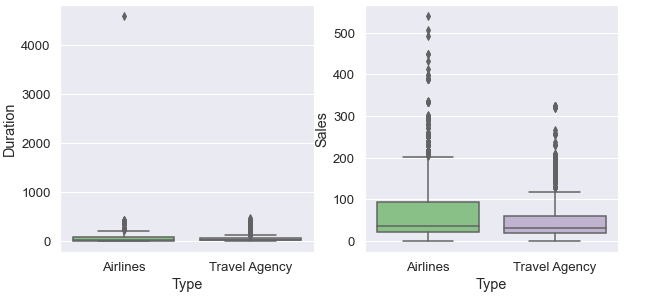 4000
3000
2000
1000
0
Duration
Airlines
Travel Agency
Type
500
400
300
200
100
0
Sales
Airlines
Travel Agency
Type